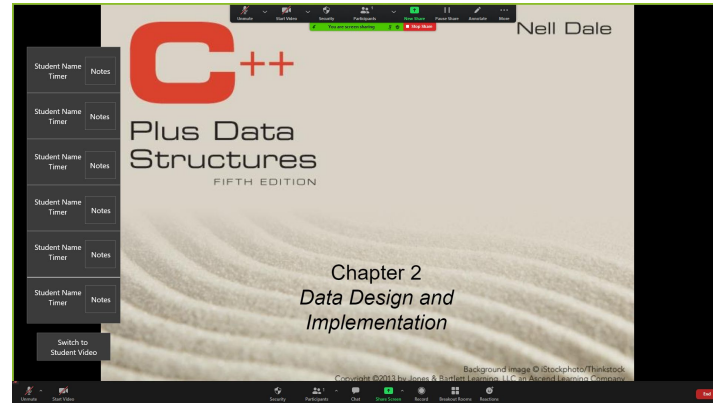 Unmute
Start Video
Security
Participants
1
New Share
Pause Share
Annotate
More
You are screen sharing
Stop Share
Nell Dale
C++
Plus Data
Structures
FIFTH EDITION
Student Name
Timer
Notes
Student Name
Timer
Notes
Student Name
Timer
Notes
Student Name
Timer
Notes
Student Name
Timer
Notes
Student Name
Timer
Notes
Switch to
Student Video
Chapter 2
Data Design and
Implementation
Background image © iStockphoto/Thinkstock
Copyright ©2013 by Jones & Bartlett Learning, LLC an Ascend Learning Company
Unmute
Start Video
Security
Participants
1
Chat
Share Screen
Record
Breakout Rooms
Reactions
End